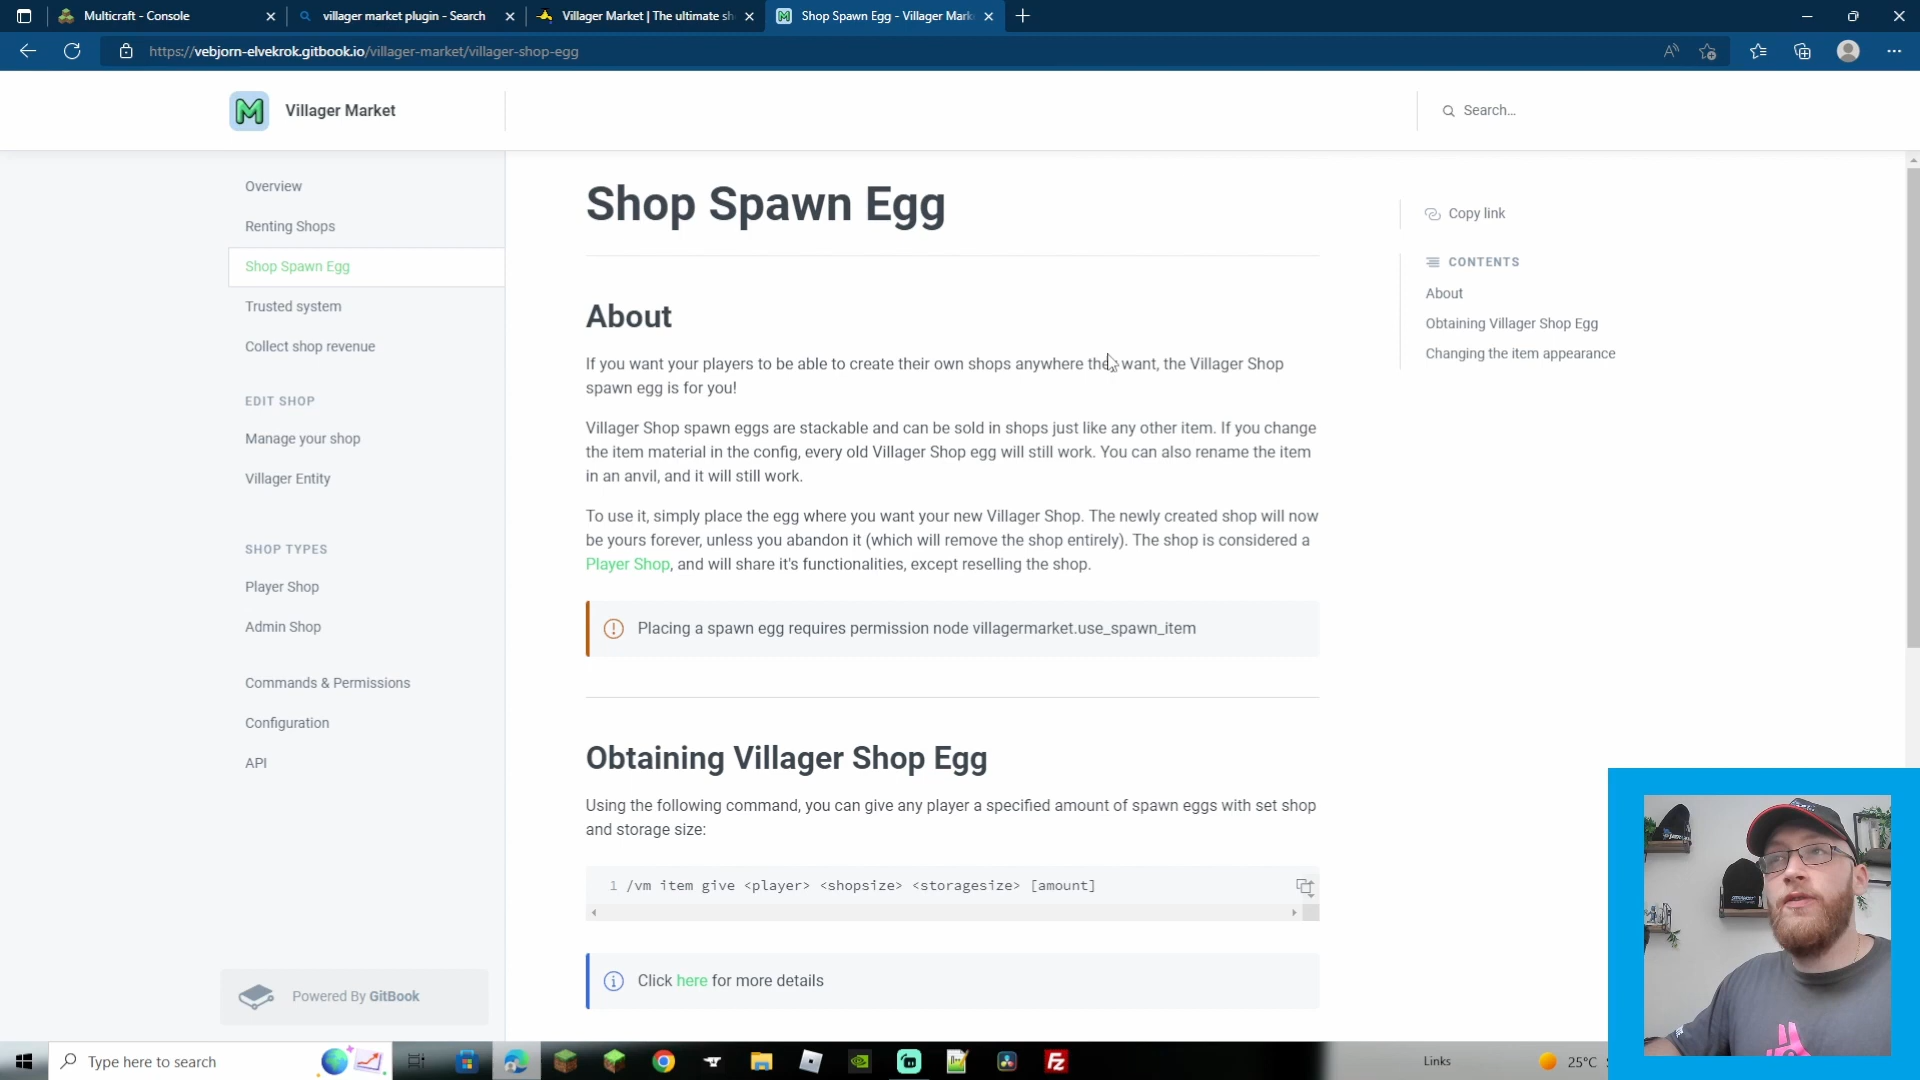 Multicraft - Console
villager market plugin - Search
Villager Market | The ultimate sh
Shop Spawn Egg - Villager Mark
https://vebjorn-elvekrok.gitbook.io/villager-market/villager-shop-egg
Villager Market
Search...
Overview
Renting Shops
Shop Spawn Egg
Trusted system
Collect shop revenue
EDIT SHOP
Manage your shop
Villager Entity
SHOP TYPES
Player Shop
Admin Shop
Commands & Permissions
Configuration
API
Powered By GitBook
Shop Spawn Egg
About
If you want your players to be able to create their own shops anywhere they want, the Villager Shop
spawn egg is for you!
Villager Shop spawn eggs are stackable and can be sold in shops just like any other item. If you change
the item material in the config, every old Villager Shop egg will still work. You can also rename the item
in an anvil, and it will still work.
To use it, simply place the egg where you want your new Villager Shop. The newly created shop will now
be yours forever, unless you abandon it (which will remove the shop entirely). The shop is considered a
Player Shop, and will share it's functionalities, except reselling the shop.
Placing a spawn egg requires permission node villagermarket.use_spawn_item
Obtaining Villager Shop Egg
Using the following command, you can give any player a specified amount of spawn eggs with set shop
and storage size:
1 /vm item give <player> <shopsize> <storagesize> [amount]
Click here for more details
Copy link
CONTENTS
About
Obtaining Villager Shop Egg
Changing the item appearance
Type here to search
Links
25°C